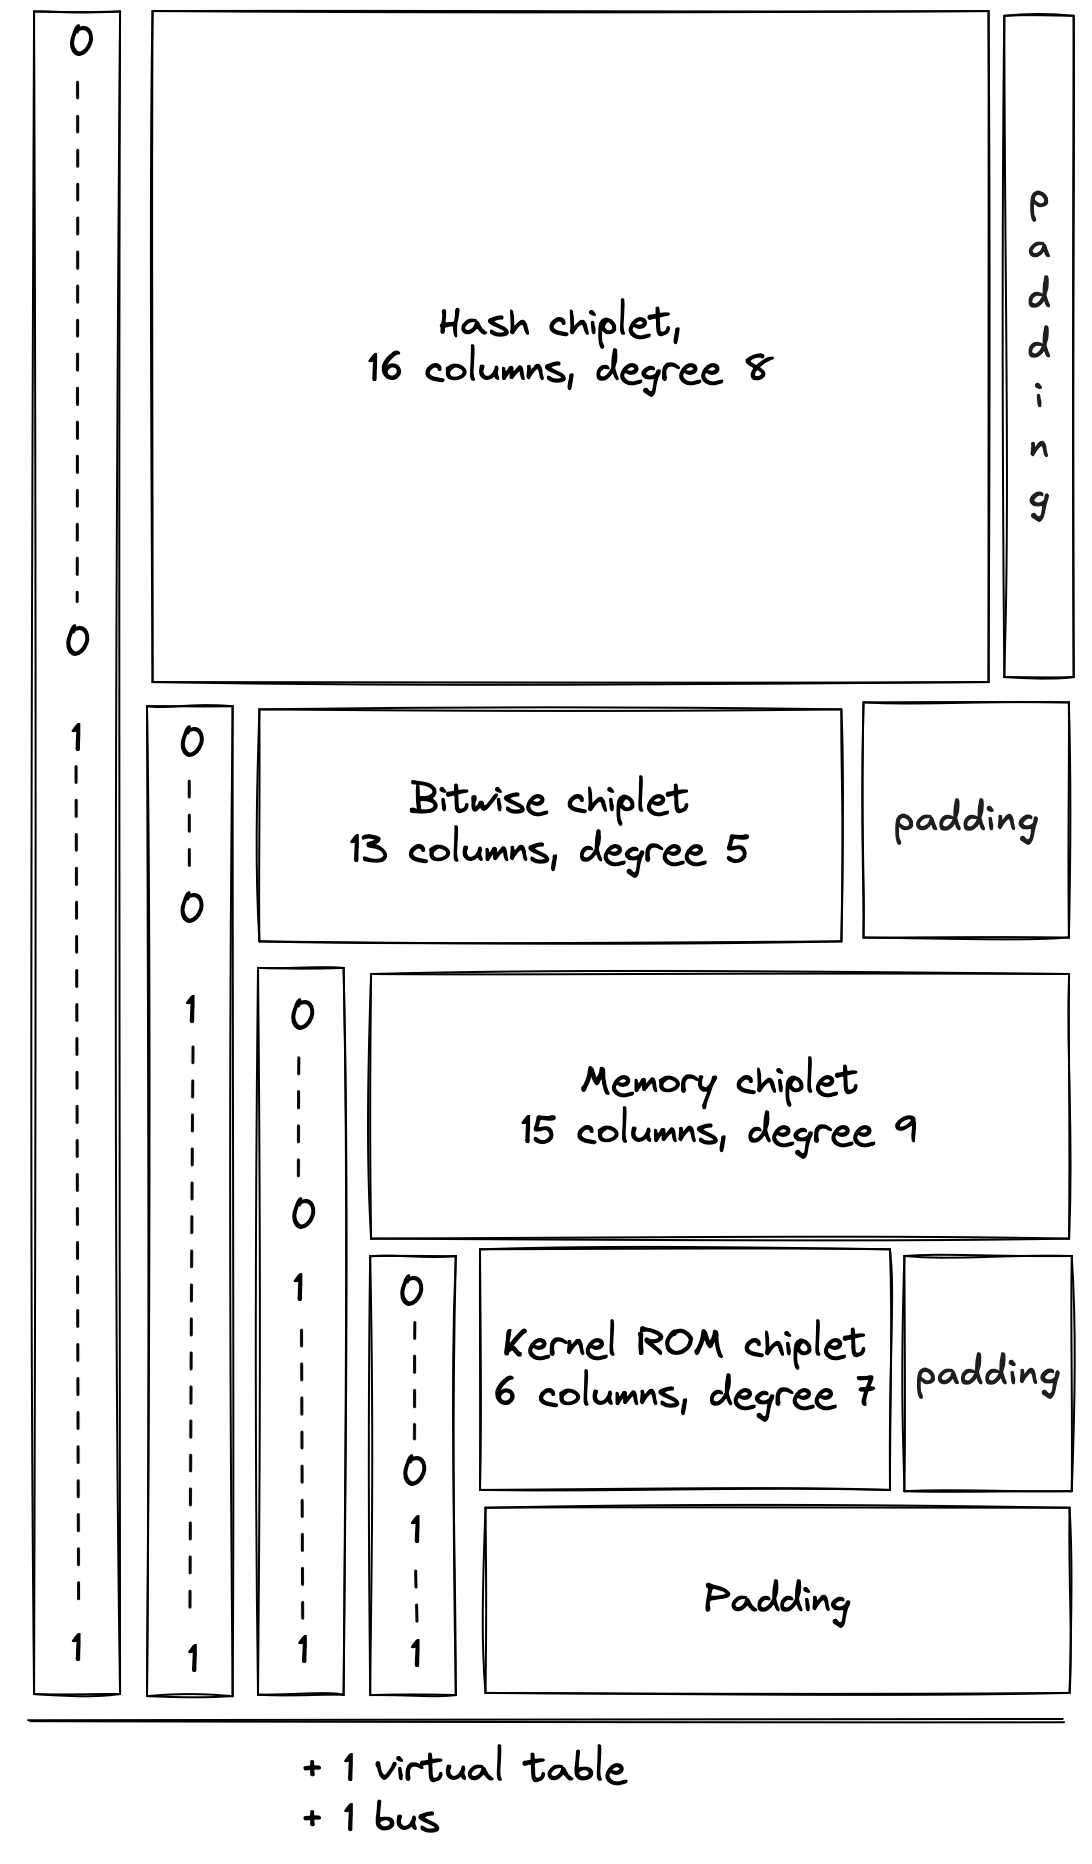 0
0
1
1
Hash chiplet,
16 columns, degree 8
padding
0
0
1
1
Bitwise chiplet
13 columns, degree 5
padding
0
0
1
1
Memory chiplet
15 columns, degree 9
0
0
1
1
Kernel ROM chiplet
6 columns, degree 7
padding
Padding
+ 1 virtual table
+ 1 bus